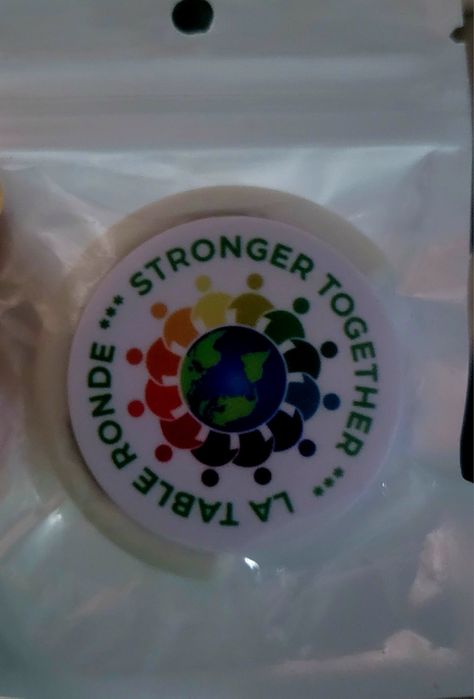 *** STRONGER TOGETHER ***
LA TABLE RONDE